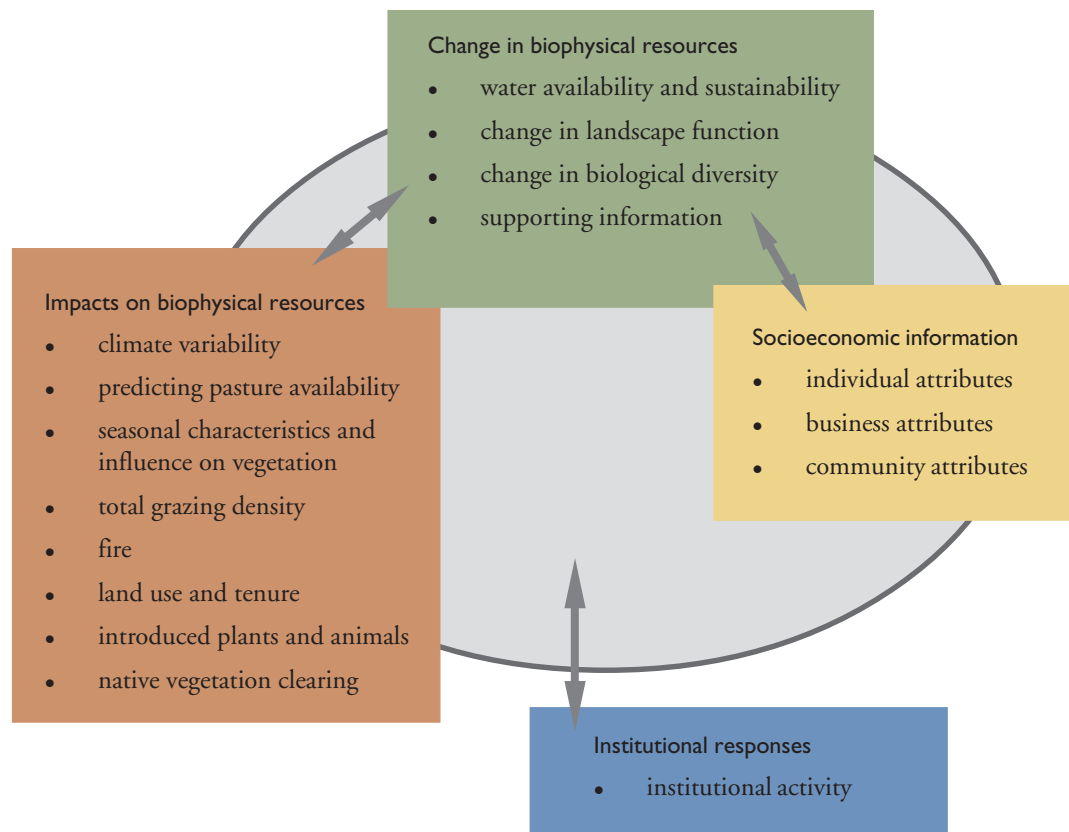 Change in biophysical resources
• water availability and sustainability
• change in landscape function
• change in biological diversity
• supporting information
Impacts on biophysical resources
• climate variability
• predicting pasture availability
• seasonal characteristics and
influence on vegetation
• total grazing density
• fire
• land use and tenure
• introduced plants and animals
• native vegetation clearing
Socioeconomic information
• individual attributes
• business attributes
• community attributes
Institutional responses
• institutional activity